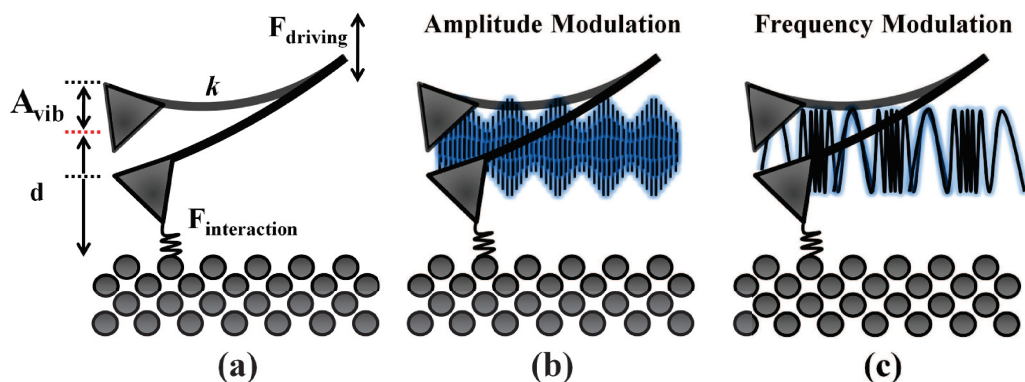 F_driving
Amplitude Modulation
Frequency Modulation
k
A_vib
d
F_interaction
(a)
(b)
(c)